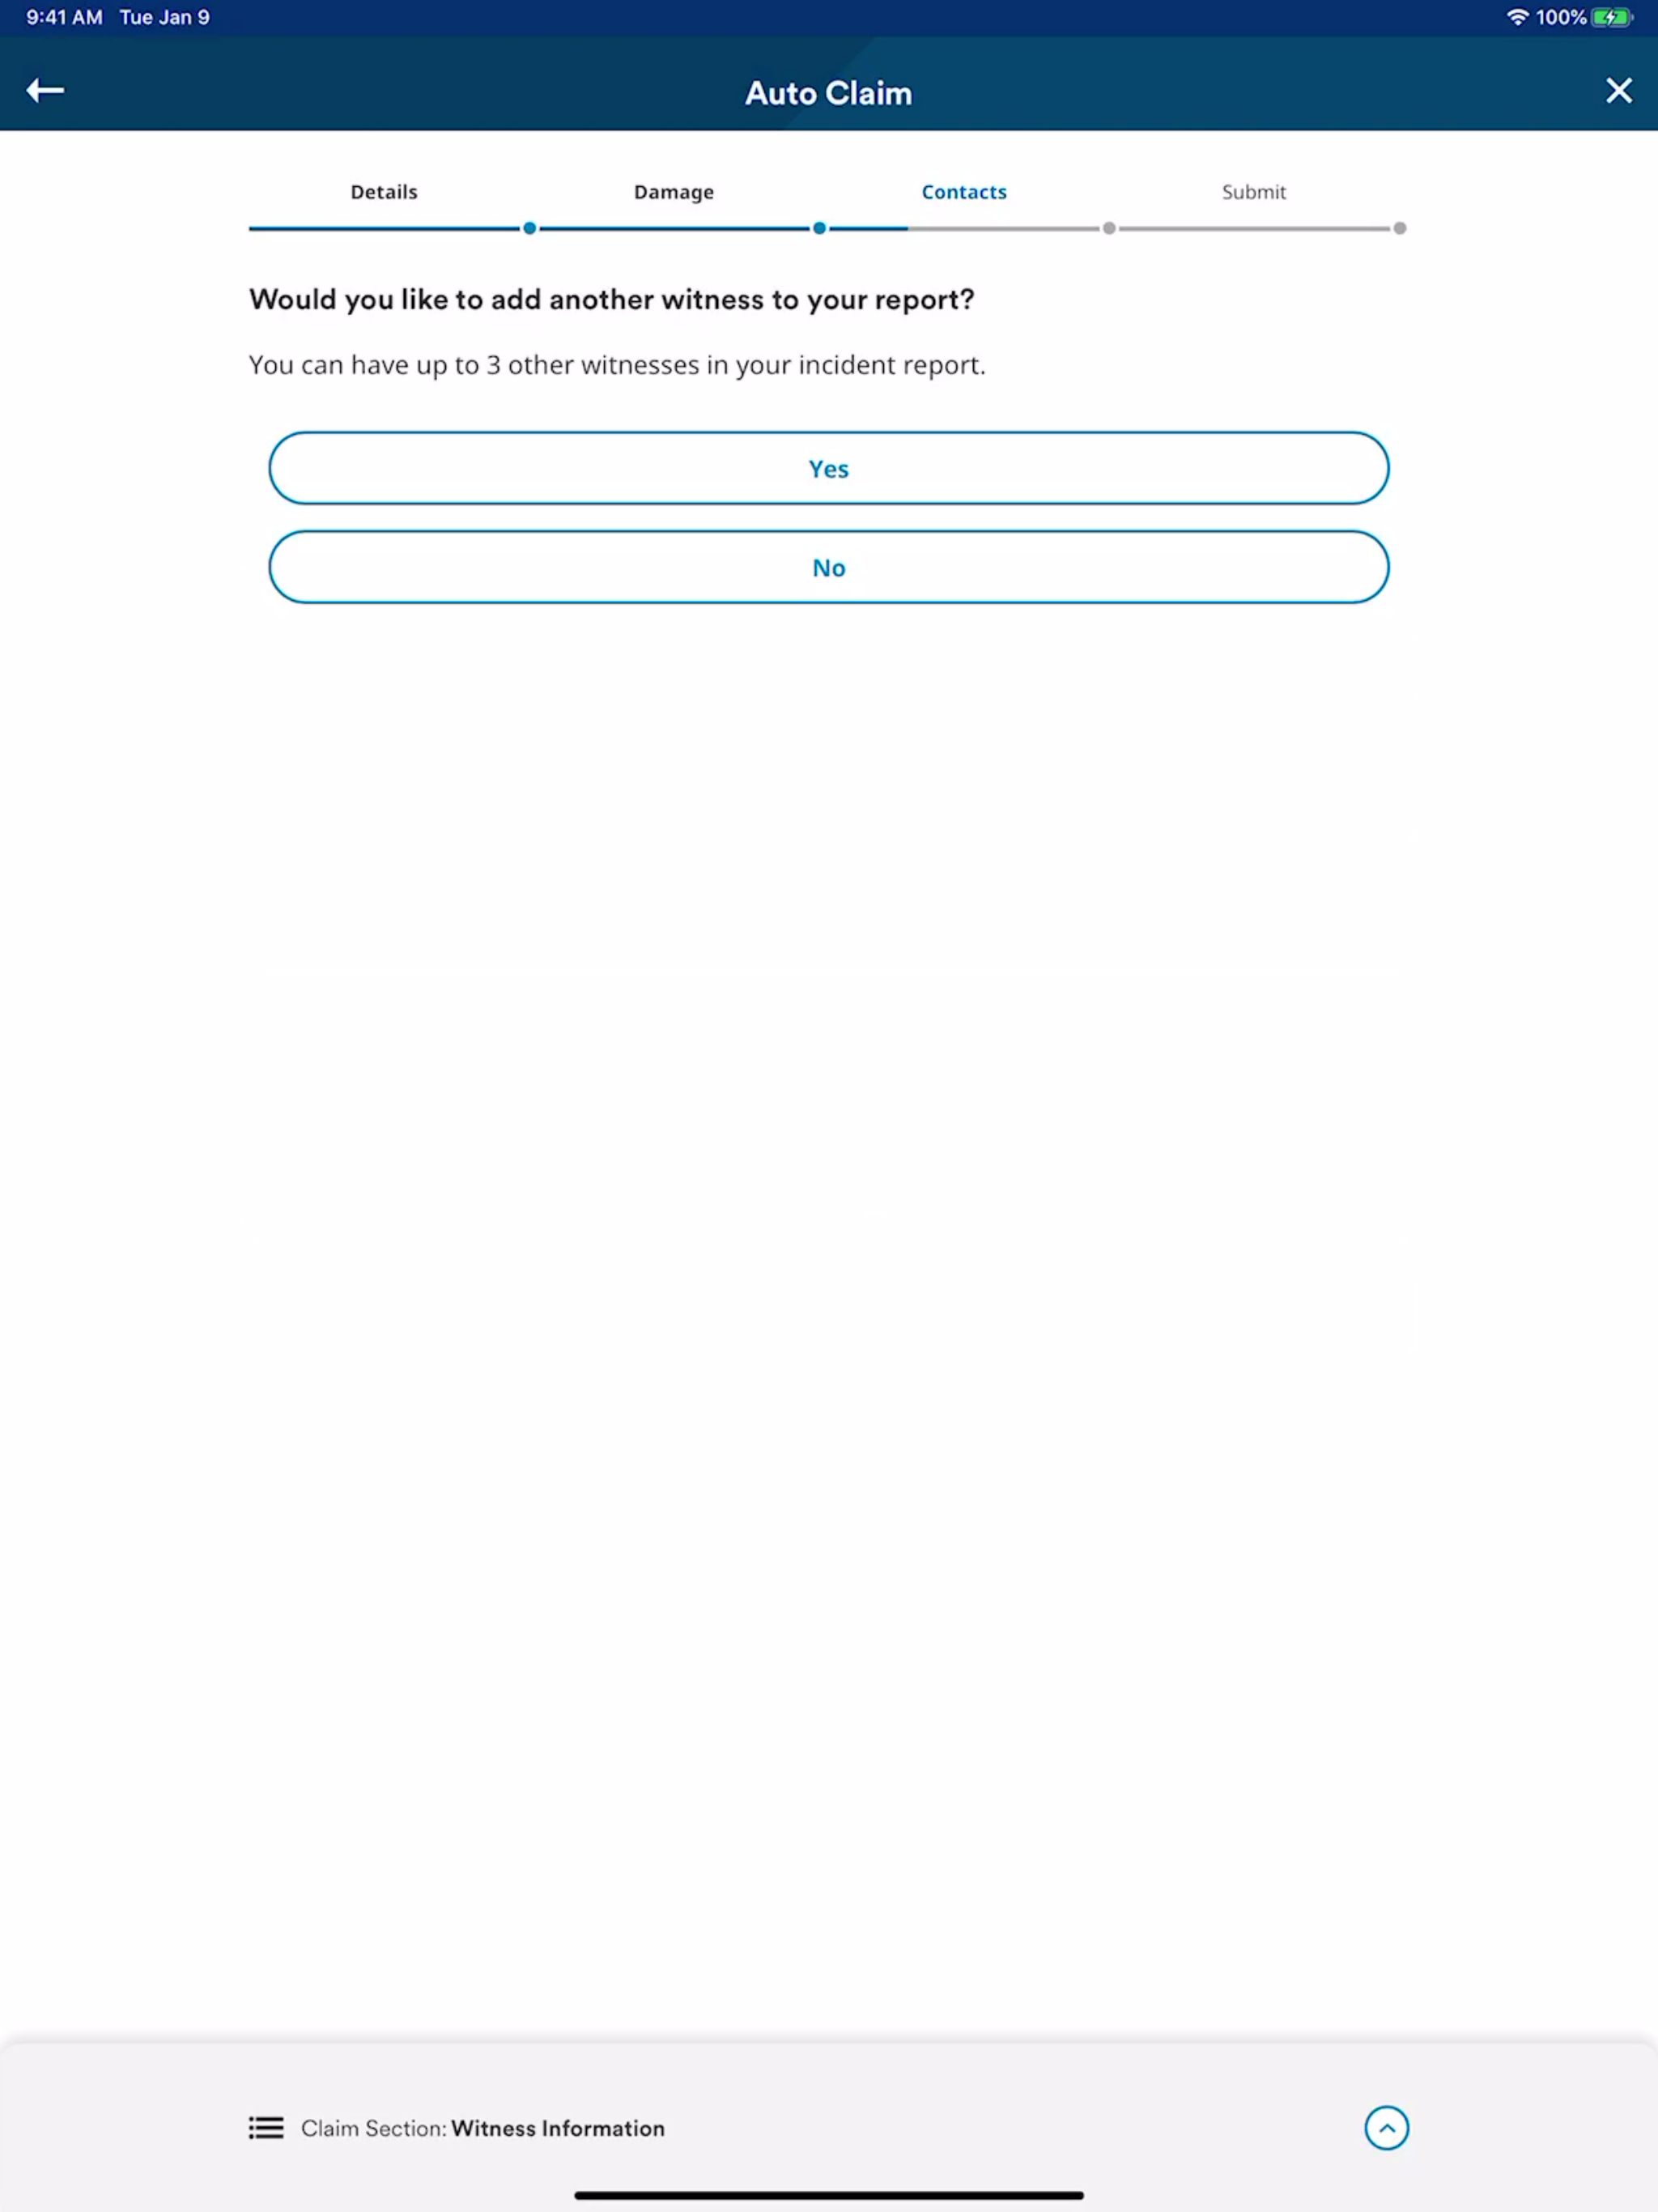 9:41 AM Tue Jan 9 100%
Auto Claim
Details Damage Contacts Submit
Would you like to add another witness to your report?
You can have up to 3 other witnesses in your incident report.
Yes
No
Claim Section: Witness Information